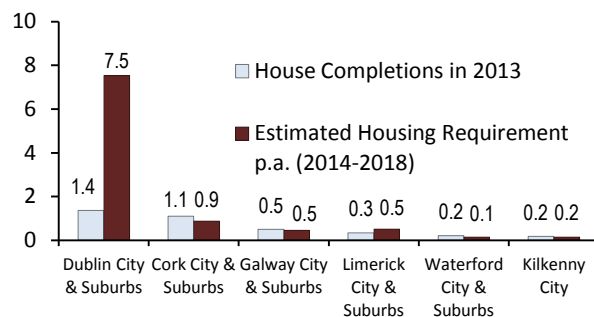 10
8
6
4
2
0
House Completions in 2013
Estimated Housing Requirement
p.a. (2014-2018)
1.4
7.5
1.1
0.9
0.5
0.5
0.3
0.5
0.2
0.1
0.2
0.2
Dublin City
& Suburbs
Cork City &
Suburbs
Galway City
& Suburbs
Limerick
City &
Suburbs
Waterford
City &
Suburbs
Kilkenny
City